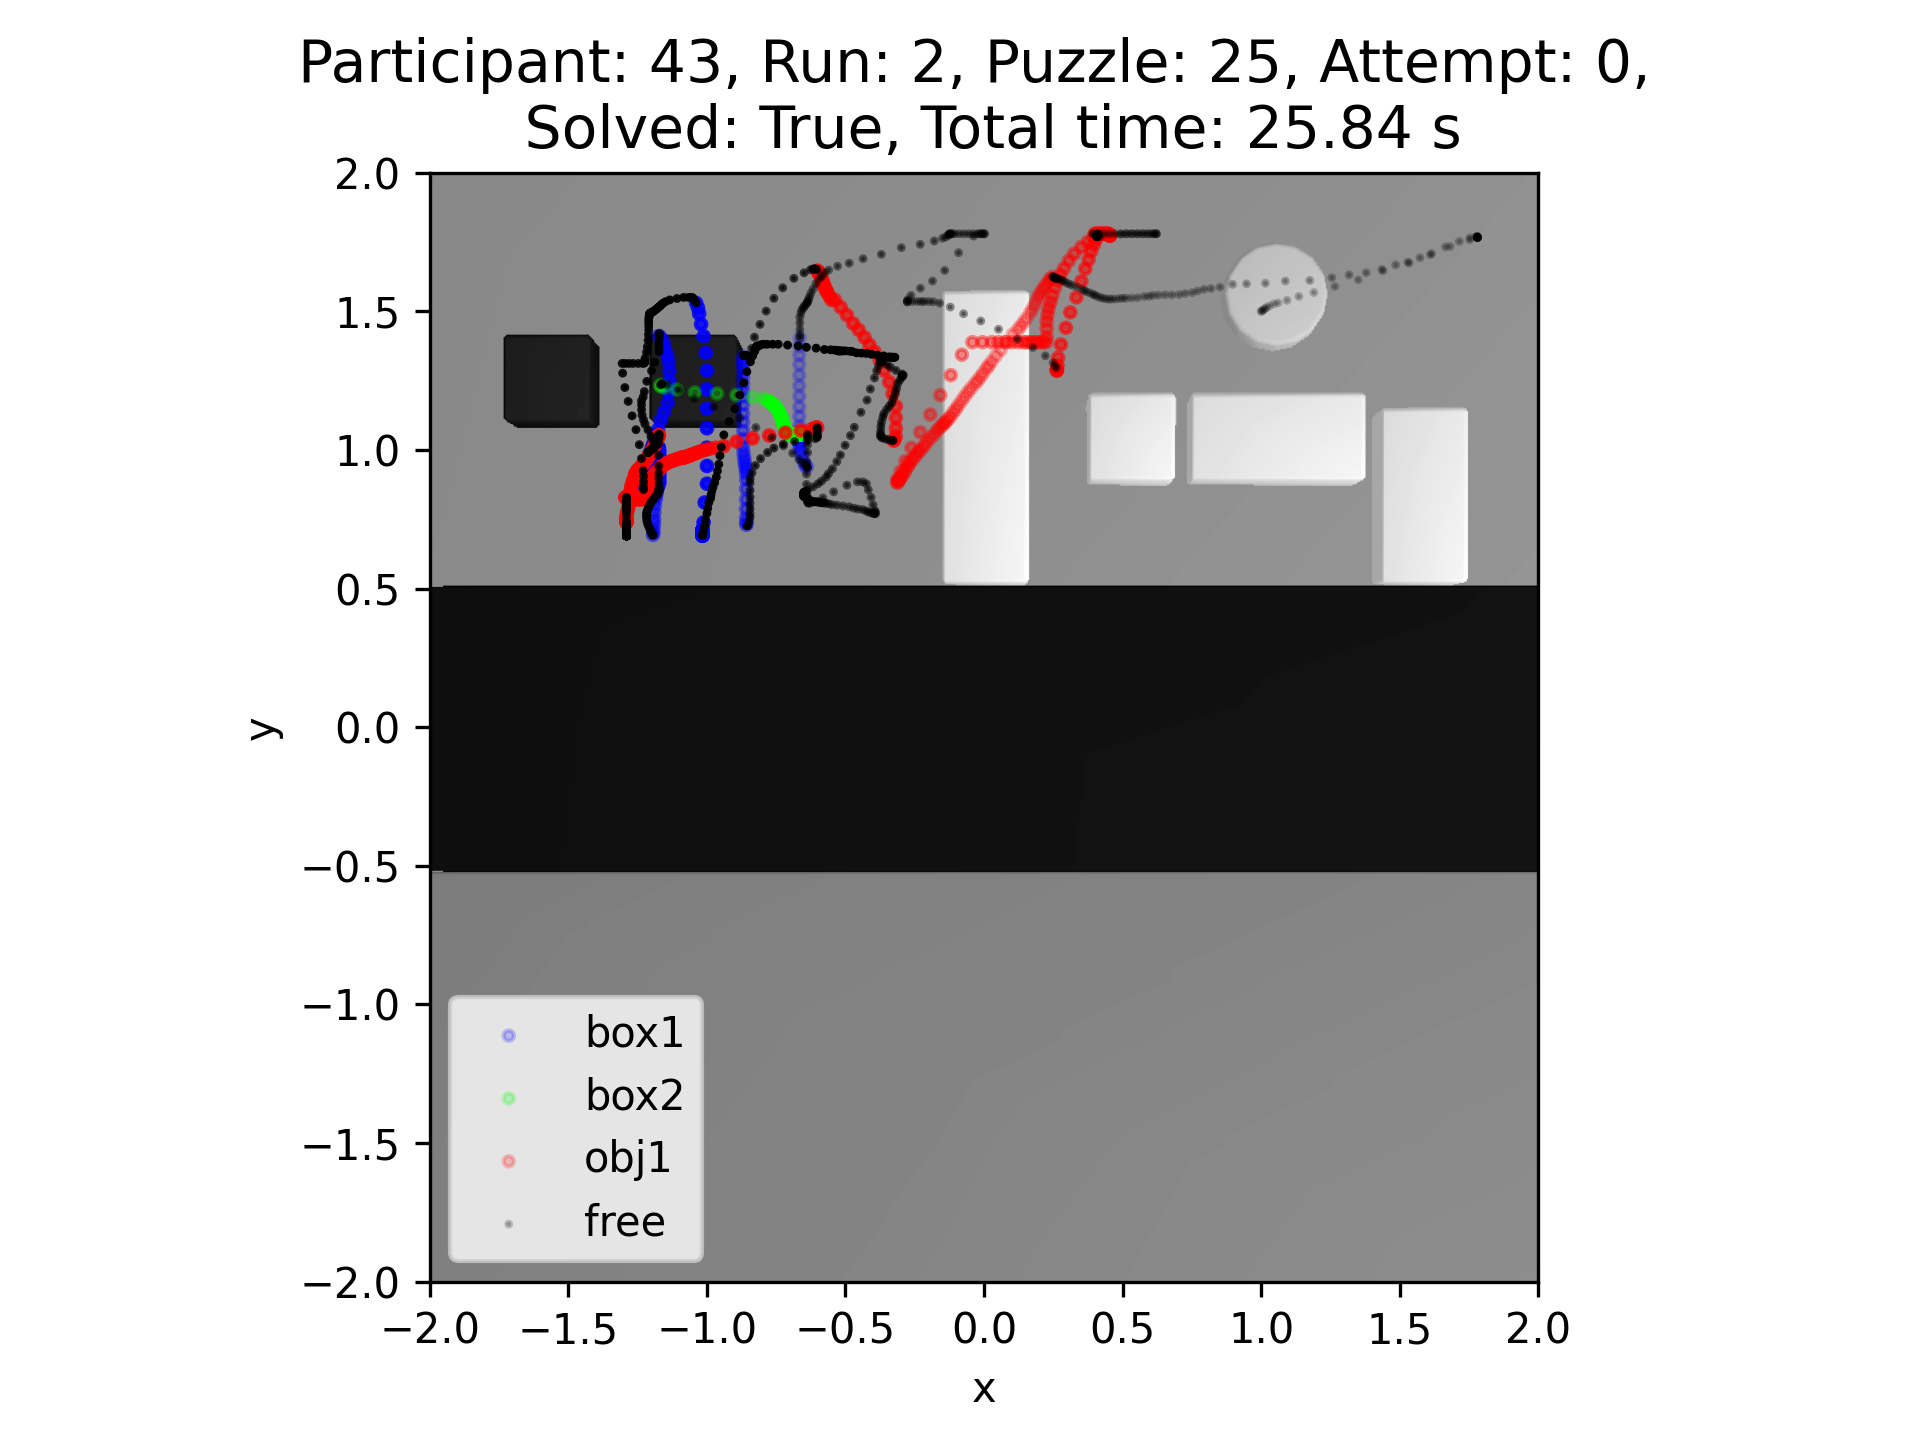 Participant: 43, Run: 2, Puzzle: 25, Attempt: 0,
Solved: True, Total time: 25.84 s
2.0
1.5
1.0
0.5
0.0
−0.5
−1.0
−1.5
−2.0
y
box1
box2
obj1
free
−2.0 −1.5 −1.0 −0.5 0.0 0.5 1.0 1.5 2.0
x